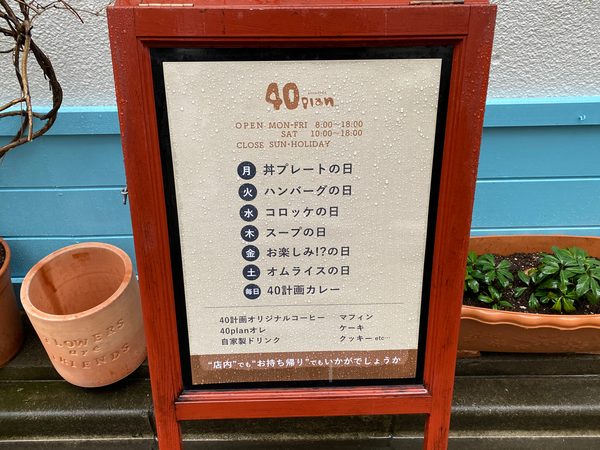 40plan
OPEN MON-FRI 8:00~18:00
SAT 10:00~18:00
CLOSE SUN・HOLIDAY
月 丼プレートの日
火 ハンバーグの日
水 コロッケの日
木 スープの日
金 お楽しみ!?の日
土 オムライスの日
毎日 40計画カレー
40計画オリジナルコーヒー マフィン
40planオレ ケーキ
自家製ドリンク クッキー etc…
"店内"でも"お持ち帰り"でもいかがでしょうか
FLOWERS
are
FRIENDS